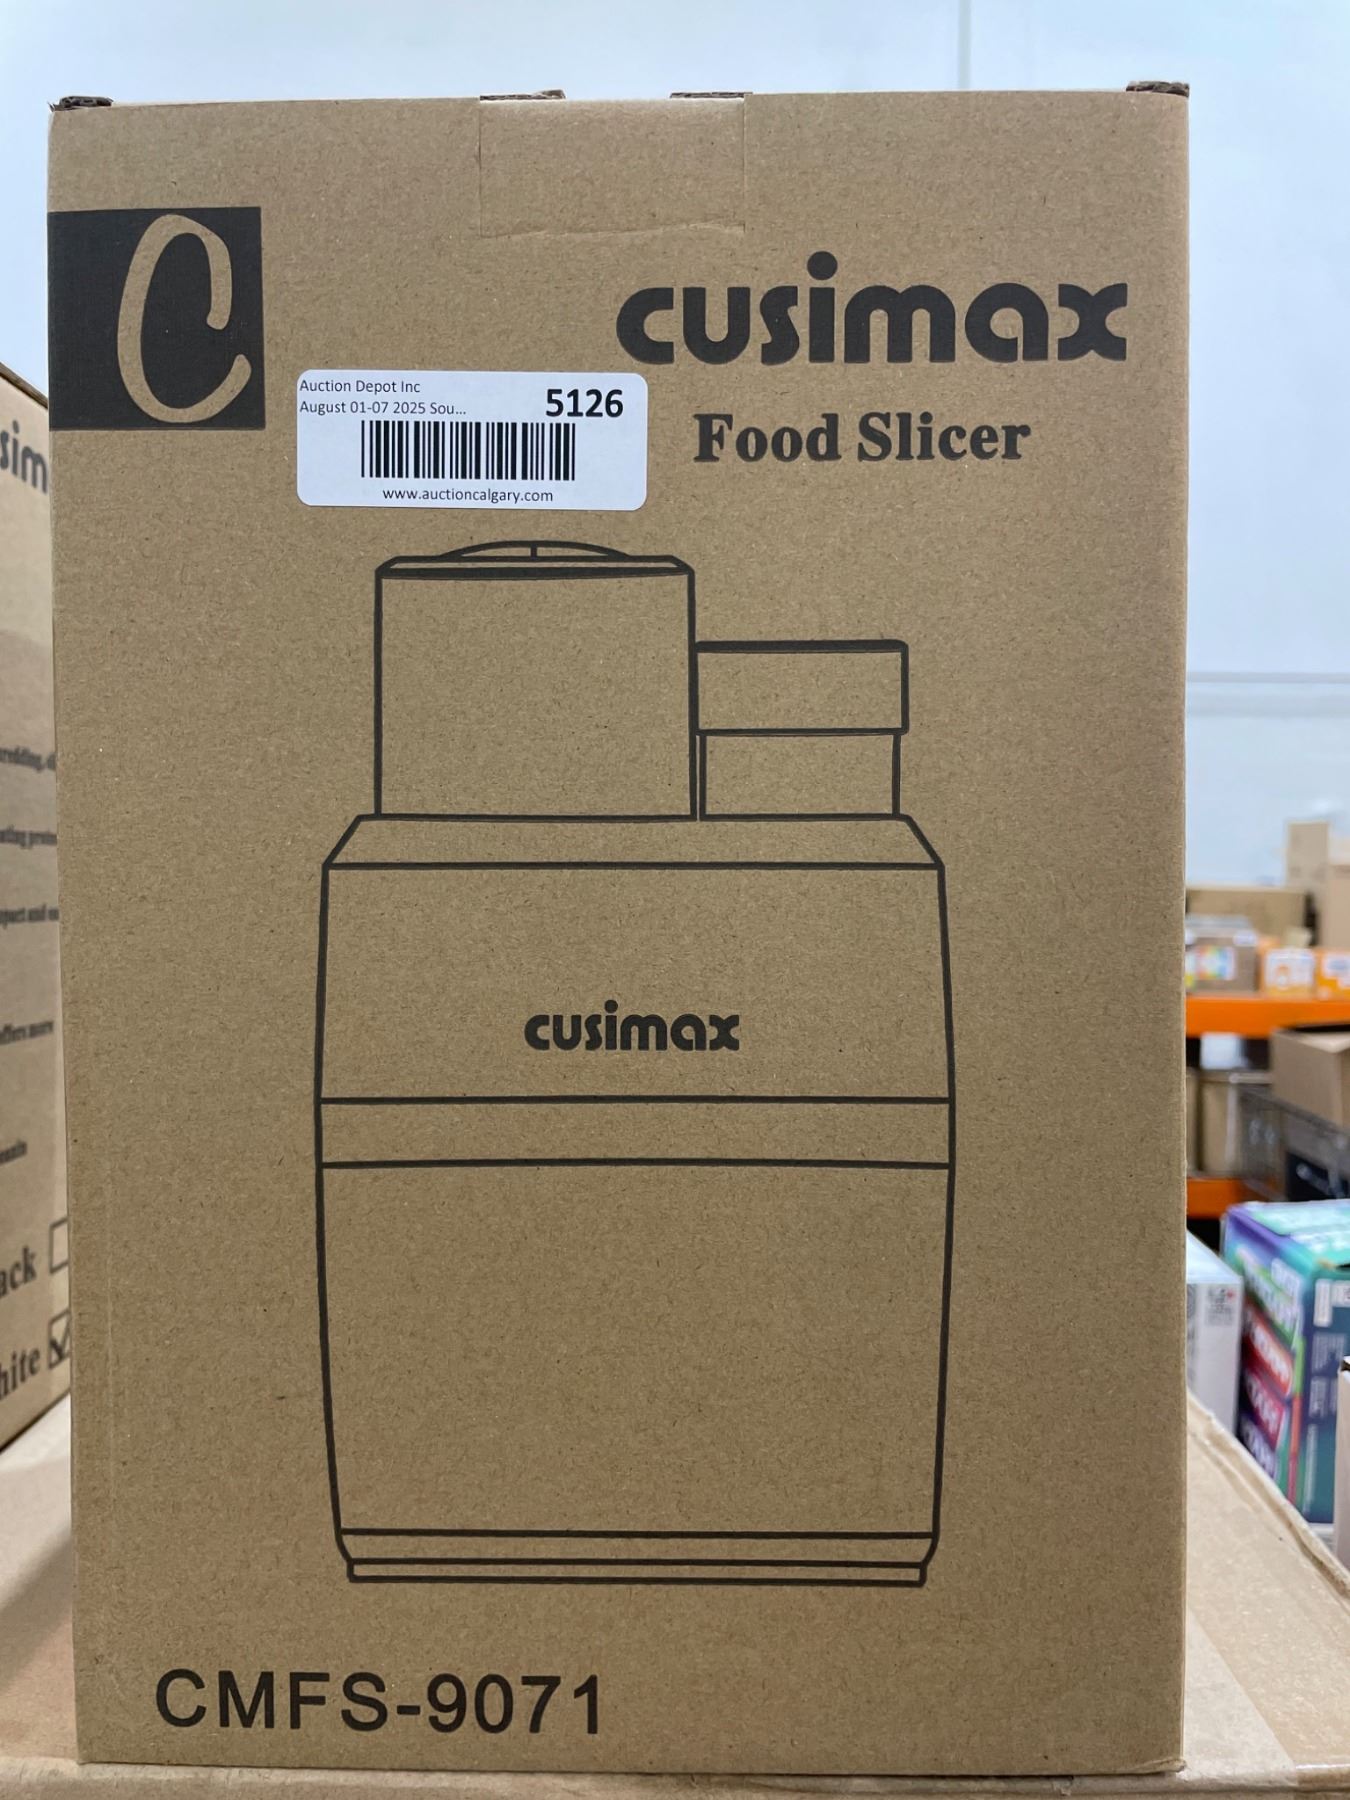 C
cusimax
Food Slicer
Auction Depot Inc
August 01-07 2025 Sou...
5126
www.auctioncalgary.com
cusimax
CMFS-9071